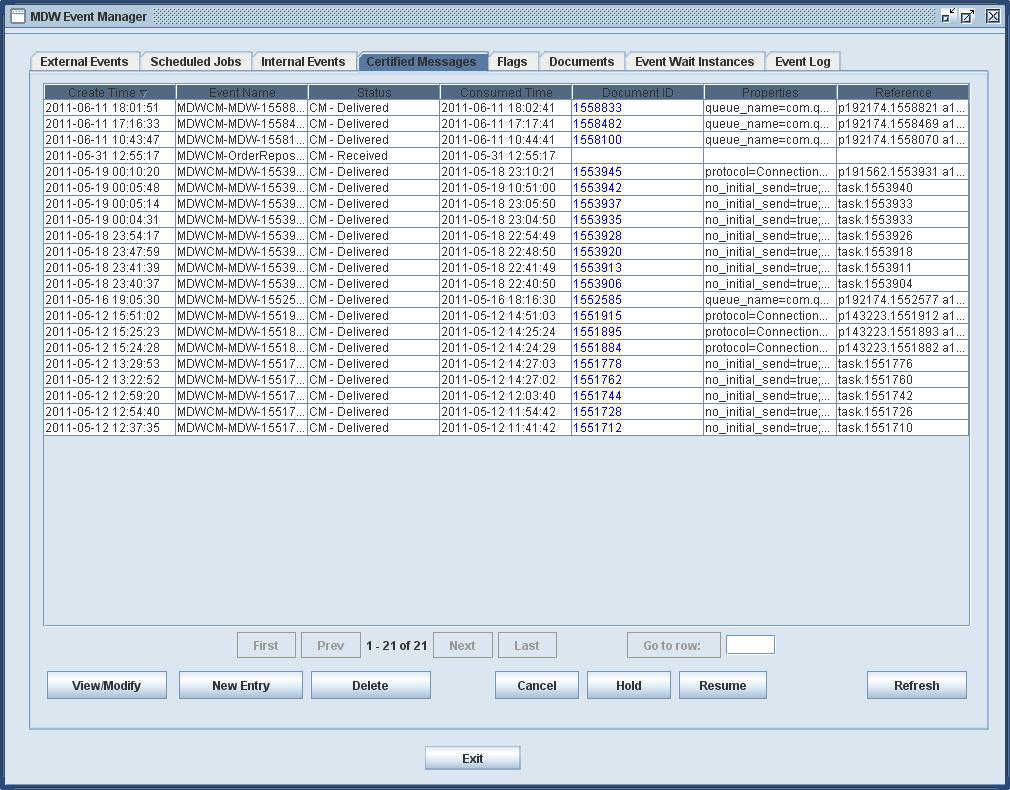 MDW Event Manager
External Events Scheduled Jobs Internal Events Certified Messages Flags Documents Event Wait Instances Event Log
Create Time Event Name Status Consumed Time Document ID Properties Reference
2011-06-11 18:01:51 MDWCM-MDW-15588... CM - Delivered 2011-06-11 18:02:41 1558833 queue_name=com.q... p192174.1558821 a1...
2011-06-11 17:16:33 MDWCM-MDW-15584... CM - Delivered 2011-06-11 17:17:41 1558482 queue_name=com.q... p192174.1558469 a1...
2011-06-11 10:43:47 MDWCM-MDW-15581... CM - Delivered 2011-06-11 10:44:41 1558100 queue_name=com.q... p192174.1558070 a1...
2011-05-31 12:55:17 MDWCM-OrderRepos... CM - Received 2011-05-31 12:55:17
2011-05-19 00:10:20 MDWCM-MDW-15539... CM - Delivered 2011-05-18 23:10:21 1553945 protocol=Connection... p191562.1553931 a1...
2011-05-19 00:05:48 MDWCM-MDW-15539... CM - Delivered 2011-05-19 10:51:00 1553942 no_initial_send=true;... task.1553940
2011-05-19 00:05:14 MDWCM-MDW-15539... CM - Delivered 2011-05-18 23:05:50 1553937 no_initial_send=true;... task.1553933
2011-05-19 00:04:31 MDWCM-MDW-15539... CM - Delivered 2011-05-18 23:04:50 1553935 no_initial_send=true;... task.1553933
2011-05-18 23:54:17 MDWCM-MDW-15539... CM - Delivered 2011-05-18 22:54:49 1553928 no_initial_send=true;... task.1553926
2011-05-18 23:47:59 MDWCM-MDW-15539... CM - Delivered 2011-05-18 22:48:50 1553920 no_initial_send=true;... task.1553918
2011-05-18 23:41:39 MDWCM-MDW-15539... CM - Delivered 2011-05-18 22:41:49 1553913 no_initial_send=true;... task.1553911
2011-05-18 23:40:37 MDWCM-MDW-15539... CM - Delivered 2011-05-18 22:40:50 1553906 no_initial_send=true;... task.1553904
2011-05-16 19:05:30 MDWCM-MDW-15525... CM - Delivered 2011-05-16 18:16:30 1552585 queue_name=com.q... p192174.1552577 a1...
2011-05-12 15:51:02 MDWCM-MDW-15519... CM - Delivered 2011-05-12 14:51:03 1551915 protocol=Connection... p143223.1551912 a1...
2011-05-12 15:25:23 MDWCM-MDW-15518... CM - Delivered 2011-05-12 14:25:24 1551895 protocol=Connection... p143223.1551893 a1...
2011-05-12 15:24:28 MDWCM-MDW-15518... CM - Delivered 2011-05-12 14:24:29 1551884 protocol=Connection... p143223.1551882 a1...
2011-05-12 13:29:53 MDWCM-MDW-15517... CM - Delivered 2011-05-12 14:27:03 1551778 no_initial_send=true;... task.1551776
2011-05-12 13:22:52 MDWCM-MDW-15517... CM - Delivered 2011-05-12 14:27:02 1551762 no_initial_send=true;... task.1551760
2011-05-12 12:59:20 MDWCM-MDW-15517... CM - Delivered 2011-05-12 12:03:40 1551744 no_initial_send=true;... task.1551742
2011-05-12 12:54:40 MDWCM-MDW-15517... CM - Delivered 2011-05-12 11:54:42 1551728 no_initial_send=true;... task.1551726
2011-05-12 12:37:35 MDWCM-MDW-15517... CM - Delivered 2011-05-12 11:41:42 1551712 no_initial_send=true;... task.1551710
First Prev 1 - 21 of 21 Next Last Go to row:
View/Modify New Entry Delete Cancel Hold Resume Refresh
Exit